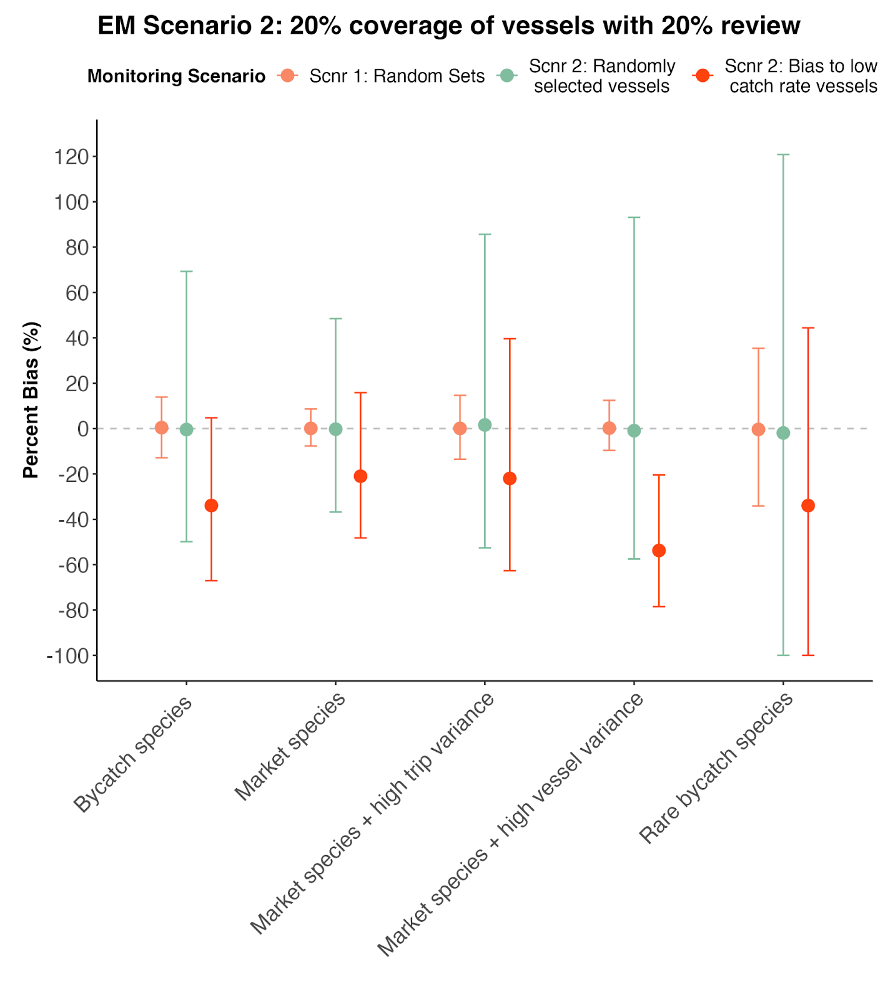 EM Scenario 2: 20% coverage of vessels with 20% review
Monitoring Scenario
Scnr 1: Random Sets
Scnr 2: Randomly
selected vessels
Scnr 2: Bias to low
catch rate vessels
Percent Bias (%)
120
100
80
60
40
20
0
-20
-40
-60
-80
-100
Bycatch species
Market species
Market species + high trip variance
Market species + high vessel variance
Rare bycatch species